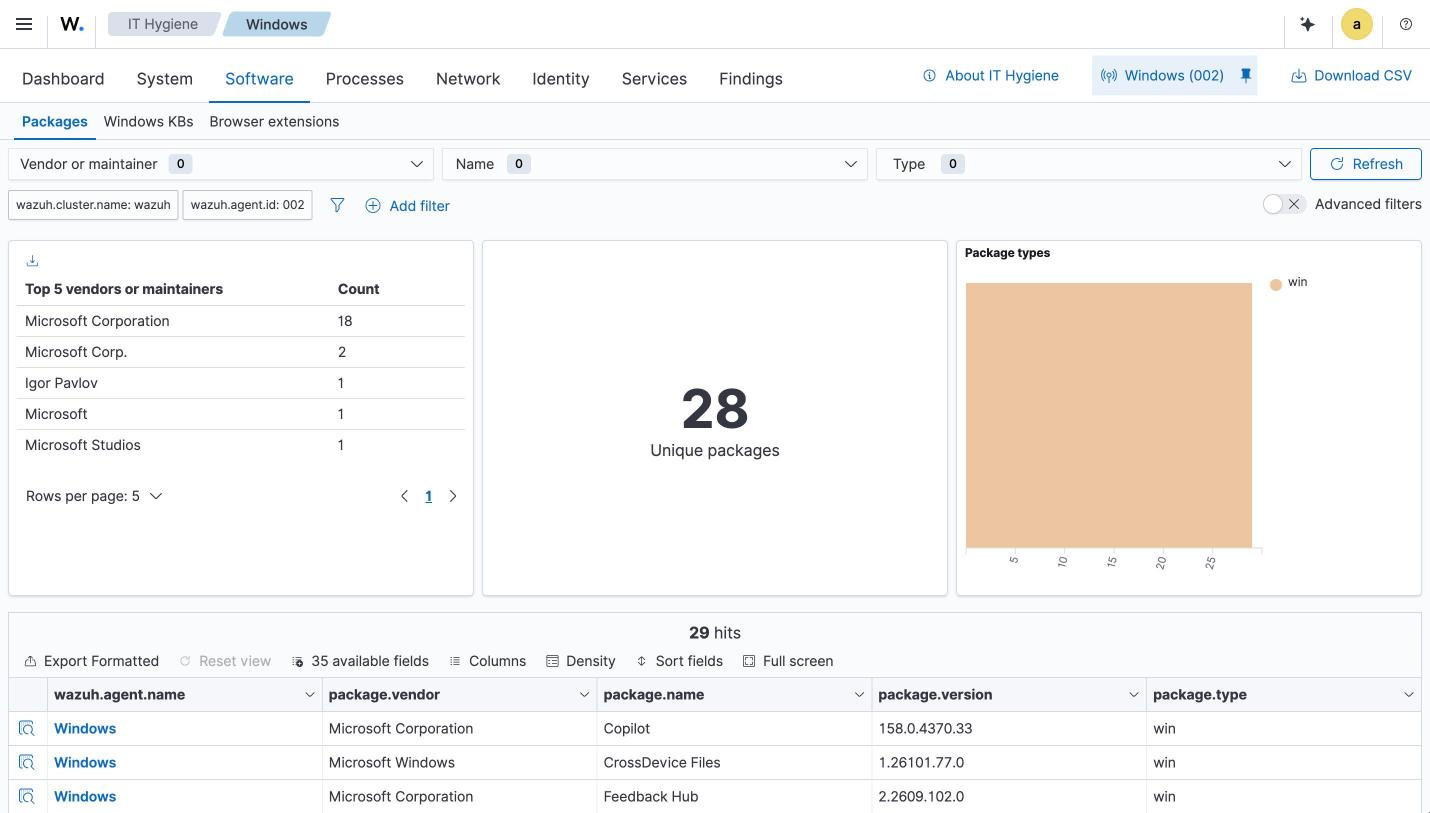 W.
IT Hygiene
Windows
a
Dashboard
System
Software
Processes
Network
Identity
Services
Findings
About IT Hygiene
Windows (002)
Download CSV
Packages
Windows KBs
Browser extensions
Vendor or maintainer 0
Name 0
Type 0
Refresh
wazuh.cluster.name: wazuh
wazuh.agent.id: 002
Add filter
Advanced filters
Top 5 vendors or maintainers Count
Microsoft Corporation 18
Microsoft Corp. 2
Igor Pavlov 1
Microsoft 1
Microsoft Studios 1
Rows per page: 5
1
28
Unique packages
Package types
win
5 10 15 20 25
29 hits
Export Formatted
Reset view
35 available fields
Columns
Density
Sort fields
Full screen
wazuh.agent.name package.vendor package.name package.version package.type
Windows Microsoft Corporation Copilot 158.0.4370.33 win
Windows Microsoft Windows CrossDevice Files 1.26101.77.0 win
Windows Microsoft Corporation Feedback Hub 2.2609.102.0 win